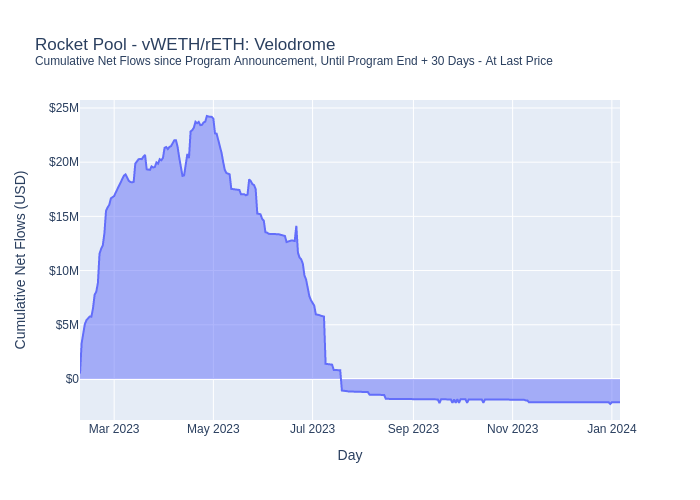 Rocket Pool - vWETH/rETH: Velodrome
Cumulative Net Flows since Program Announcement, Until Program End + 30 Days - At Last Price
Cumulative Net Flows (USD)
$25M
$20M
$15M
$10M
$5M
$0
Mar 2023 May 2023 Jul 2023 Sep 2023 Nov 2023 Jan 2024
Day